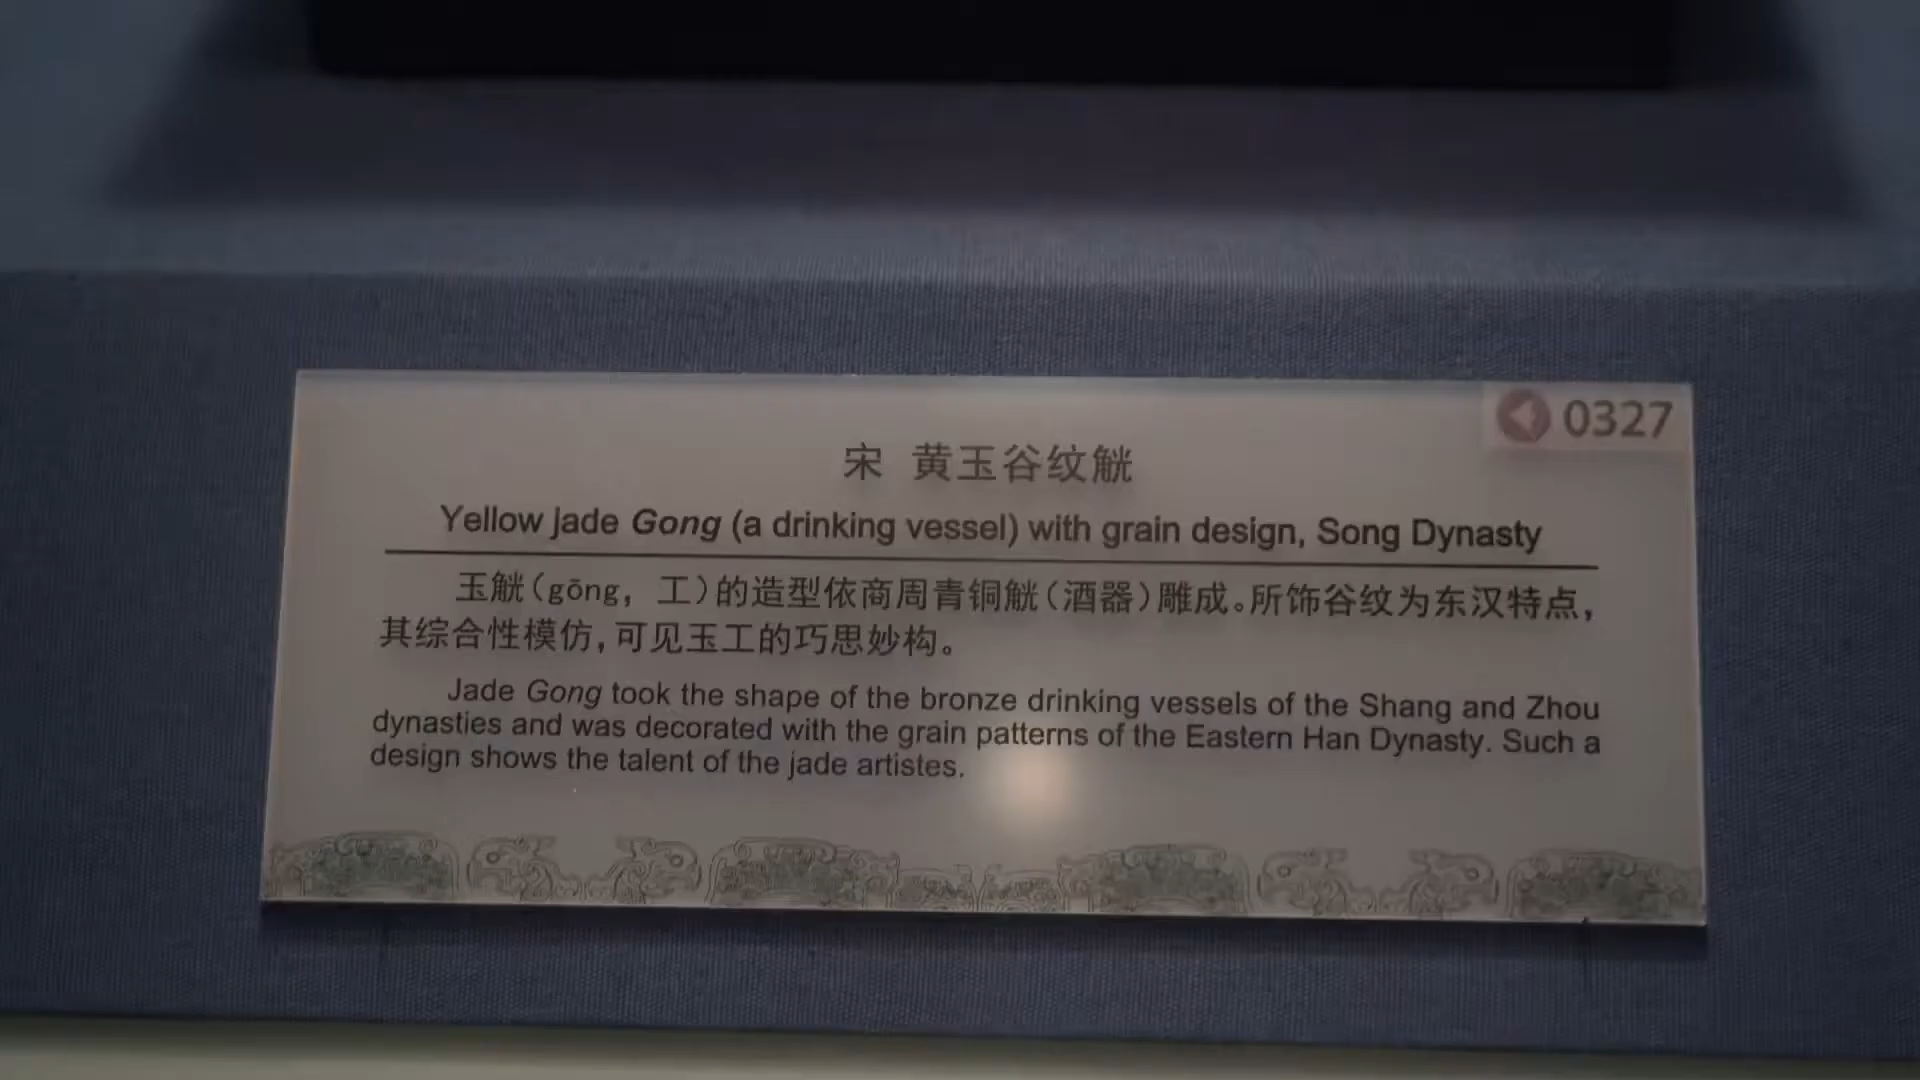 0327
宋 黄玉谷纹觥
Yellow jade Gong (a drinking vessel) with grain design, Song Dynasty
玉觥(gōng, 工)的造型依商周青铜觥(酒器)雕成。所饰谷纹为东汉特点,
其综合性模仿,可见玉工的巧思妙构。
Jade Gong took the shape of the bronze drinking vessels of the Shang and Zhou
dynasties and was decorated with the grain patterns of the Eastern Han Dynasty. Such a
design shows the talent of the jade artistes.